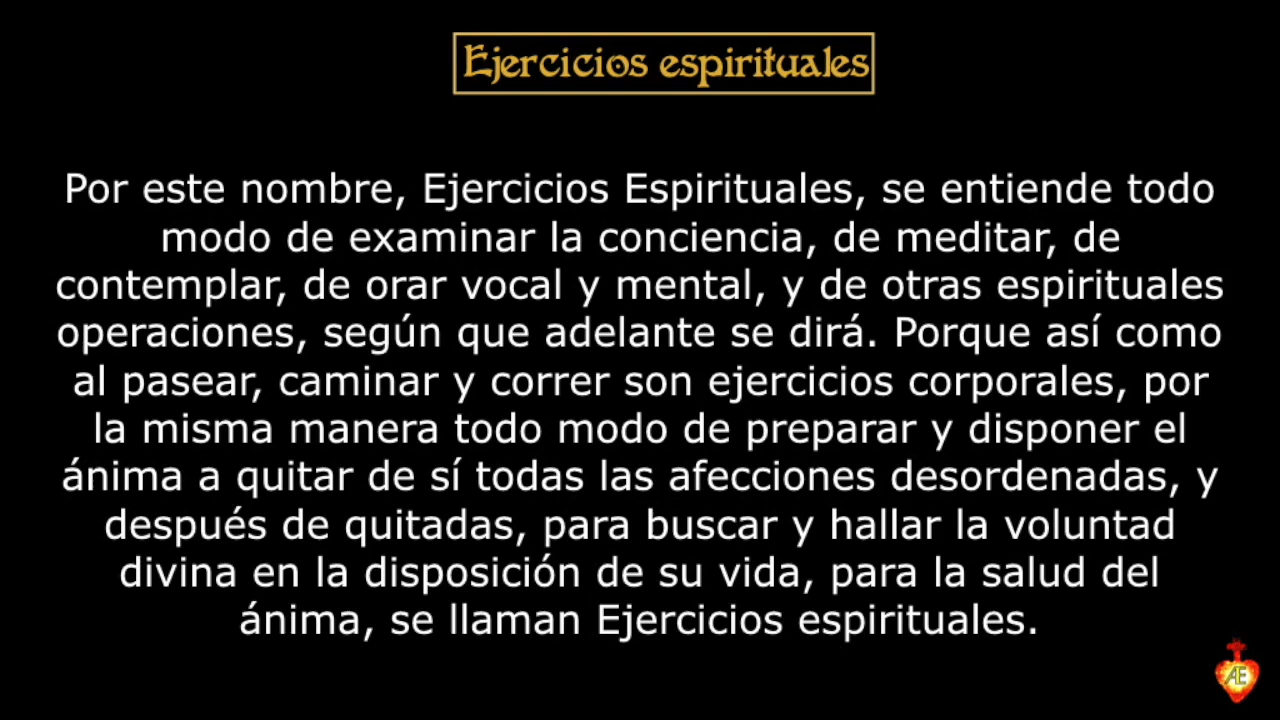 Ejercicios espirituales
Por este nombre, Ejercicios Espirituales, se entiende todo
modo de examinar la conciencia, de meditar, de
contemplar, de orar vocal y mental, y de otras espirituales
operaciones, según que adelante se dirá. Porque así como
al pasear, caminar y correr son ejercicios corporales, por
la misma manera todo modo de preparar y disponer el
ánima a quitar de sí todas las afecciones desordenadas, y
después de quitadas, para buscar y hallar la voluntad
divina en la disposición de su vida, para la salud del
ánima, se llaman Ejercicios espirituales.
Æ